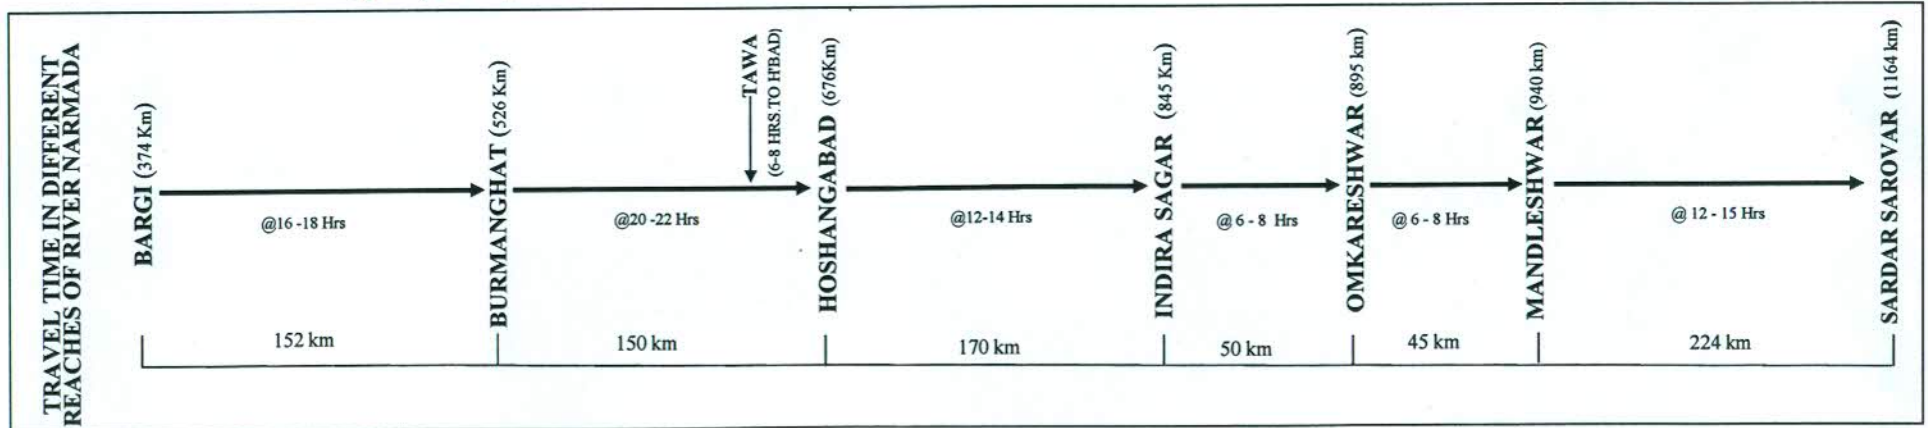 TRAVEL TIME IN DIFFERENT
REACHES OF RIVER NARMADA
BARGI (374 Km)
@16 -18 Hrs
BURMANGHAT (526 Km)
@20 -22 Hrs
TAWA
(6-8 HRS.TO H'BAD)
HOSHANGABAD (676Km)
@12-14 Hrs
INDIRA SAGAR (845 Km)
@ 6 - 8 Hrs
OMKARESHWAR (895 km)
@ 6 - 8 Hrs
MANDLESHWAR (940 km)
@ 12 - 15 Hrs
SARDAR SAROVAR (1164 km)
152 km
150 km
170 km
50 km
45 km
224 km